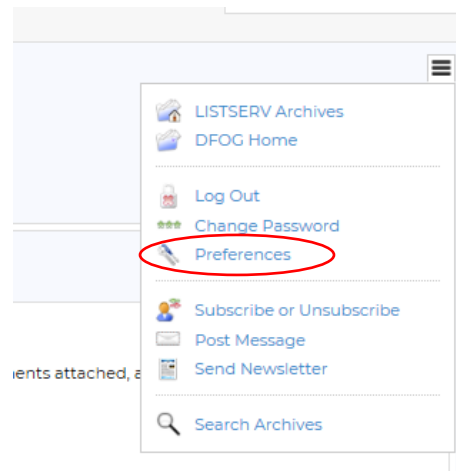 LISTSERV Archives
DFOG Home
Log Out
Change Password
Preferences
Subscribe or Unsubscribe
Post Message
ents attached, a
Send Newsletter
Search Archives